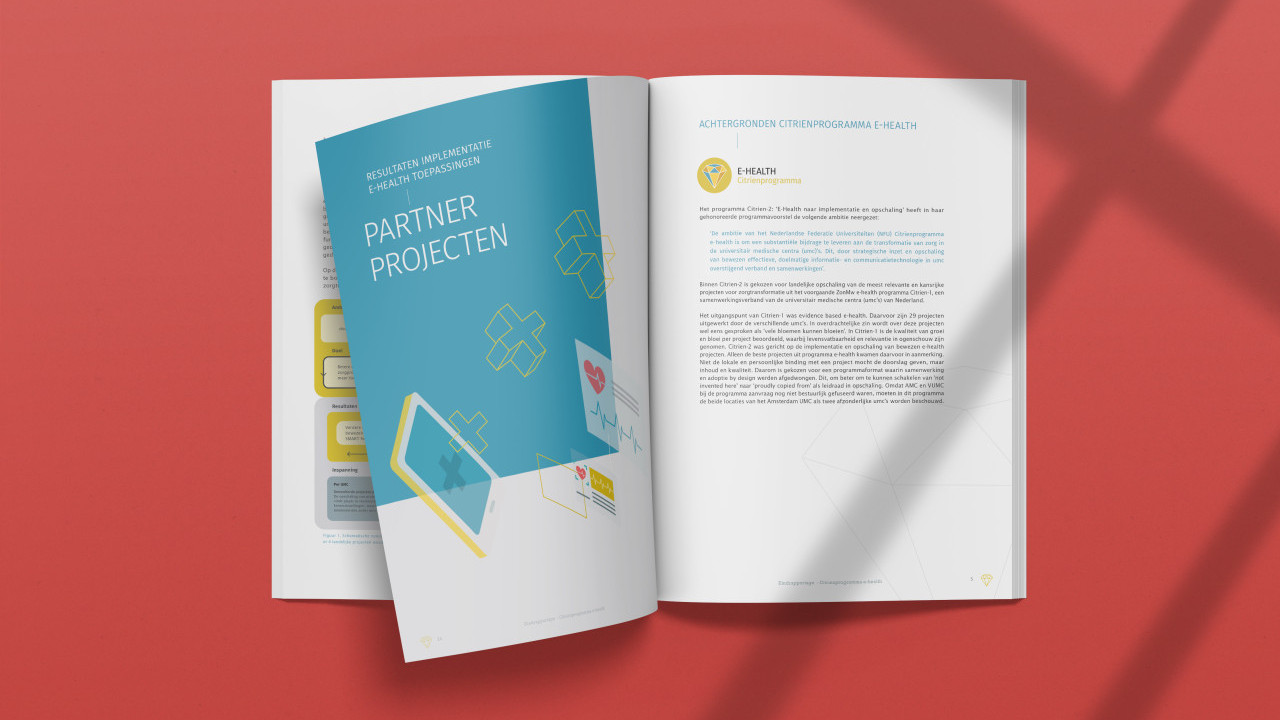 RESULTATEN IMPLEMENTATIE
E-HEALTH TOEPASSINGEN
PARTNER
PROJECTEN
Resultaten
Inspanning
Per UMC
ACHTERGRONDEN CITRIENPROGRAMMA E-HEALTH
E-HEALTH
Citrienprogramma
Het programma Citrien-2: 'E-Health naar implementatie en opschaling' heeft in haar
gehonoreerde programmavoorstel de volgende ambitie neergezet:
'De ambitie van het Nederlandse Federatie Universiteiten (NFU) Citrienprogramma
e-health is om een substantiële bijdrage te leveren aan de transformatie van zorg in
de universitair medische centra (umc)'s. Dit, door strategische inzet en opschaling
van bewezen effectieve, doelmatige informatie- en communicatietechnologie in umc
overstijgend verband en samenwerkingen'.
Binnen Citrien-2 is gekozen voor landelijke opschaling van de meest relevante en kansrijke
projecten voor zorgtransformatie uit het voorgaande ZonMw e-health programma Citrien-1, een
samenwerkingsverband van de universitair medische centra (umc's) van Nederland.
Het uitgangspunt van Citrien-1 was evidence based e-health. Daarvoor zijn 29 projecten
uitgewerkt door de verschillende umc's. In overdrachtelijke zin wordt over deze projecten
wel eens gesproken als 'vele bloemen kunnen bloeien'. In Citrien-1 is de kwaliteit van groei
en bloei per project beoordeeld, waarbij levensvatbaarheid en relevantie in ogenschouw zijn
genomen. Citrien-2 was gericht op de implementatie en opschaling van bewezen e-health
projecten. Alleen de beste projecten uit programma e-health kwamen daarvoor in aanmerking.
Niet de lokale en persoonlijke binding met een project mocht de doorslag geven, maar
inhoud en kwaliteit. Daarom is gekozen voor een programmaformat waarin samenwerking
en adoptie by design werden afgedwongen. Dit, om beter om te kunnen schakelen van 'not
invented here' naar 'proudly copied from' als leidraad in opschaling. Omdat AMC en VUMC
bij de programma aanvraag nog niet bestuurlijk gefuseerd waren, moeten in dit programma
de beide locaties van het Amsterdam UMC als twee afzonderlijke umc's worden beschouwd.
Eindrapportage - Citrienprogramma e-health